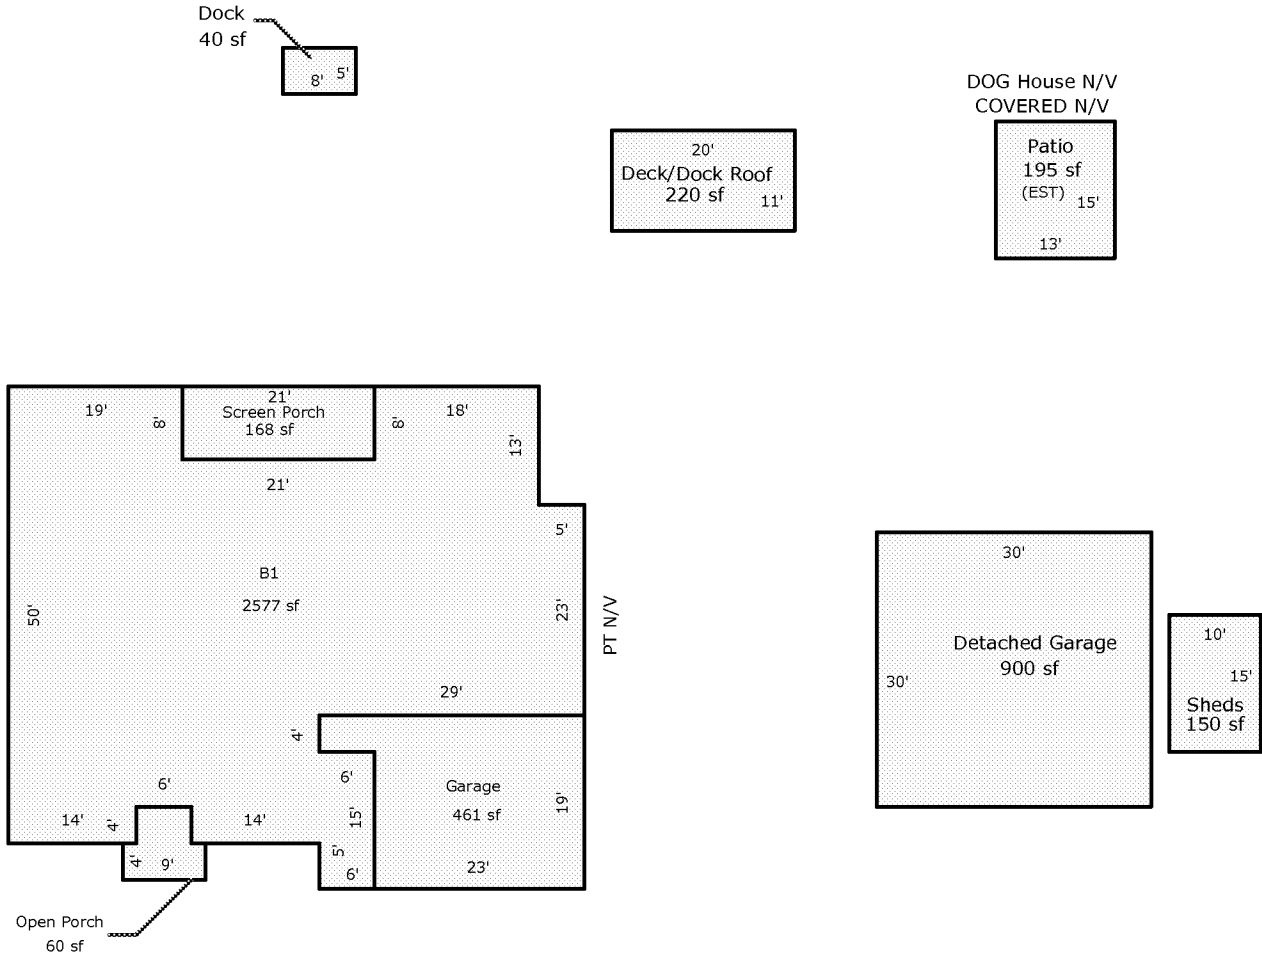 Dock
40 sf
8'
5'
DOG House N/V
COVERED N/V
20'
Deck/Dock Roof
220 sf
11'
Patio
195 sf
(EST)
15'
13'
19'
8'
21'
Screen Porch
168 sf
8'
18'
13'
21'
5'
B1
2577 sf
50'
23'
PT N/V
29'
4'
6'
6'
14'
4'
14'
15'
Garage
461 sf
19'
5'
6'
23'
4'
9'
Open Porch
60 sf
30'
Detached Garage
900 sf
30'
10'
15'
Sheds
150 sf